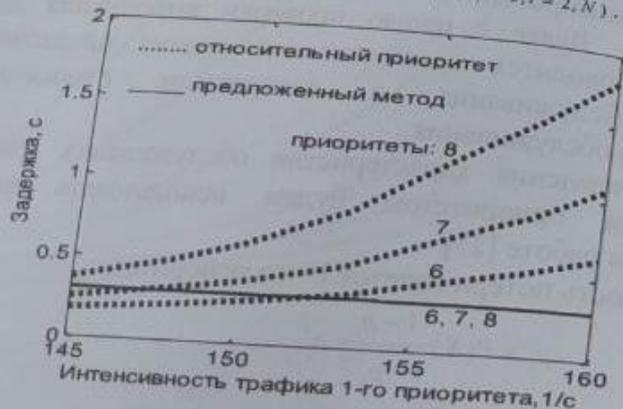 i = 2, N ) .
2
1.5
1
0.5
0
Задержка, с
........ относительный приоритет
—— предложенный метод
приоритеты: 8
7
6
6, 7, 8
145
150
155
160
Интенсивность трафика 1-го приоритета,1/с